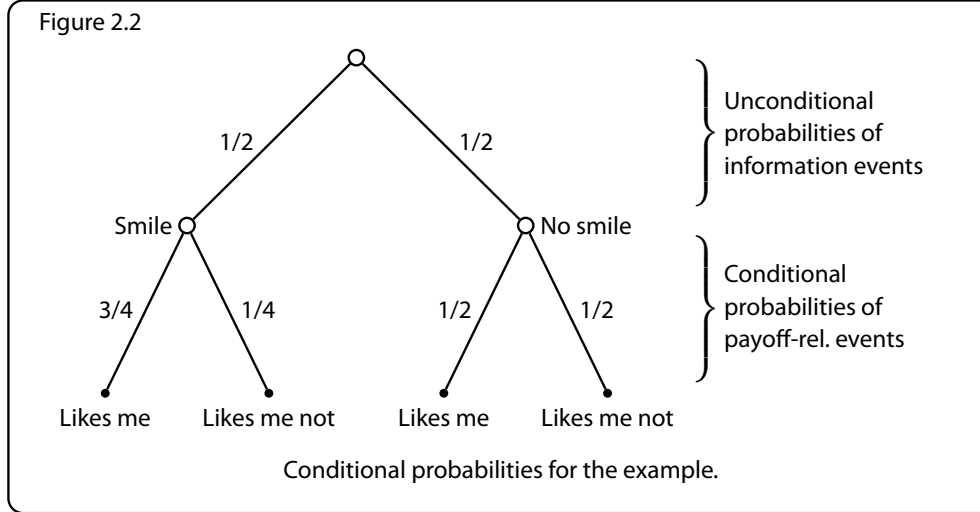 Figure 2.2
1/2
1/2
Unconditional
probabilities of
information events
Smile
No smile
3/4
1/4
1/2
1/2
Conditional
probabilities of
payoff-rel. events
Likes me
Likes me not
Likes me
Likes me not
Conditional probabilities for the example.